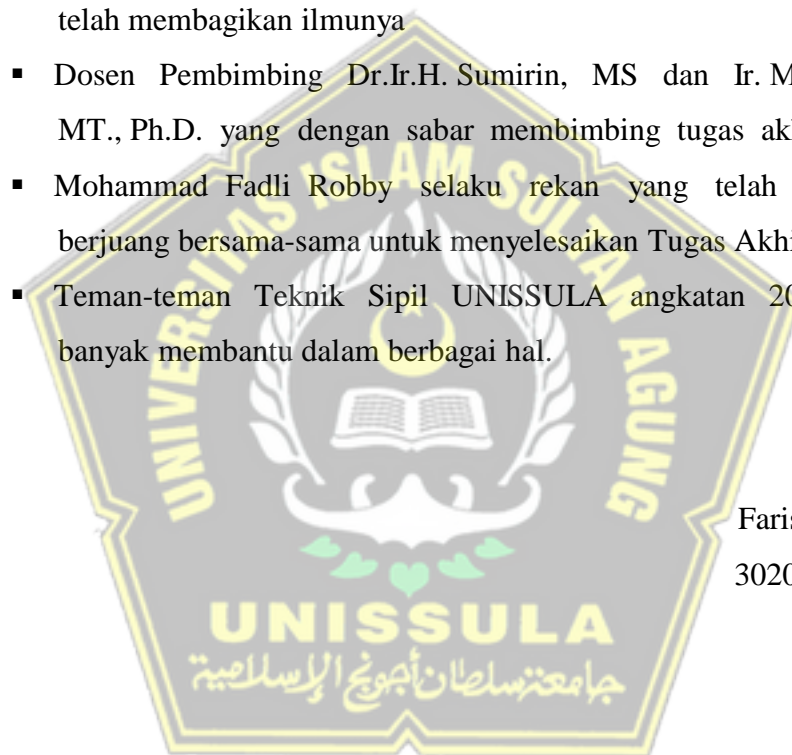 telah membagikan ilmunya
▪ Dosen Pembimbing Dr.Ir.H. Sumirin, MS dan Ir. M
MT., Ph.D. yang dengan sabar membimbing tugas ak
▪ Mohammad Fadli Robby selaku rekan yang telah
berjuang bersama-sama untuk menyelesaikan Tugas Akhi
▪ Teman-teman Teknik Sipil UNISSULA angkatan 20
banyak membantu dalam berbagai hal.
Faris
3020
UNIVERSITAS ISLAM SULTAN AGUNG
UNISSULA
جامعتنسلطان أجونج الإسلامية